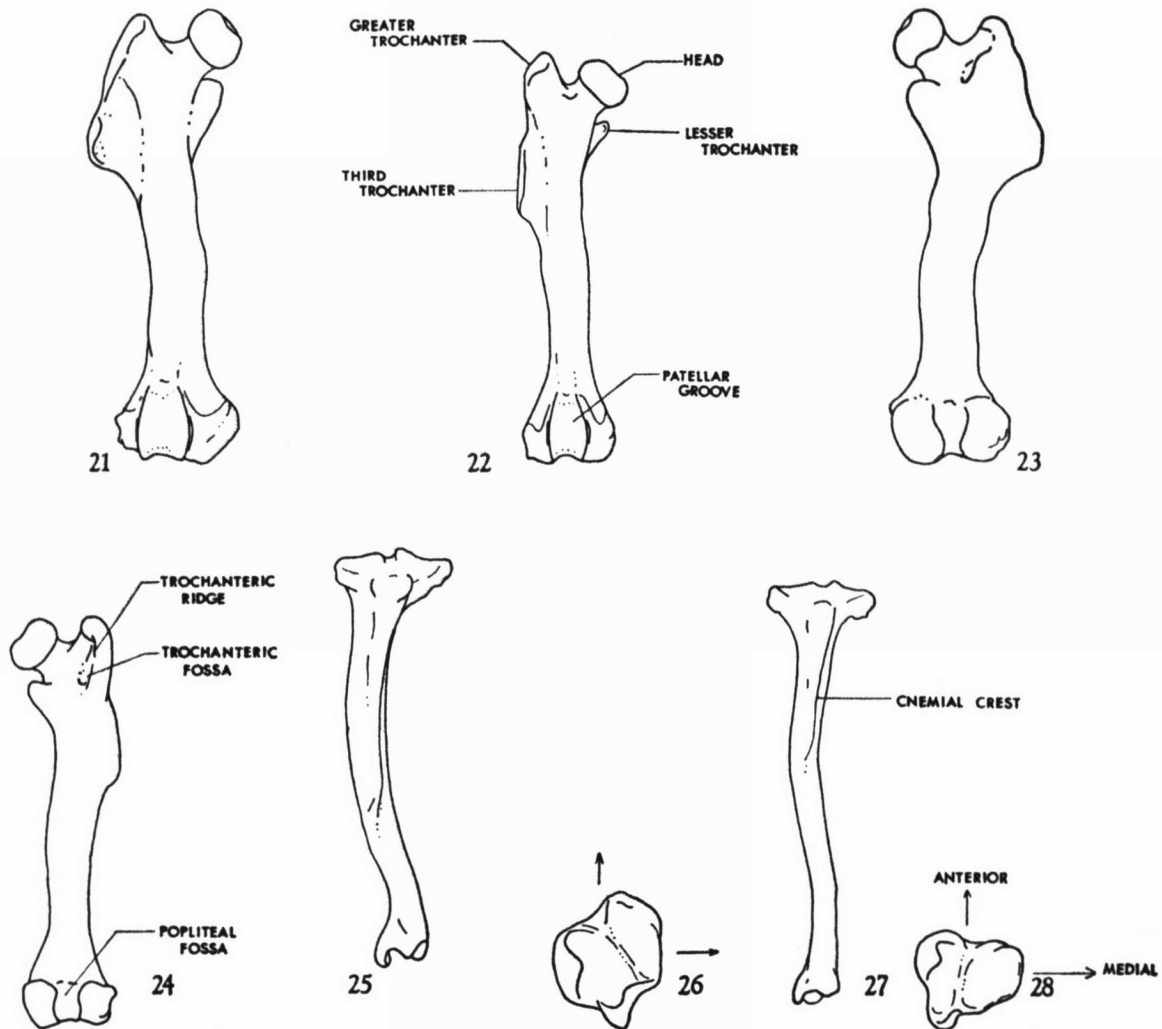 GREATER
TROCHANTER
HEAD
LESSER
TROCHANTER
THIRD
TROCHANTER
PATELLAR
GROOVE
21
22
23
TROCHANTERIC
RIDGE
TROCHANTERIC
FOSSA
CNEMIAL CREST
ANTERIOR
POPLITEAL
FOSSA
MEDIAL
24
25
26
27
28